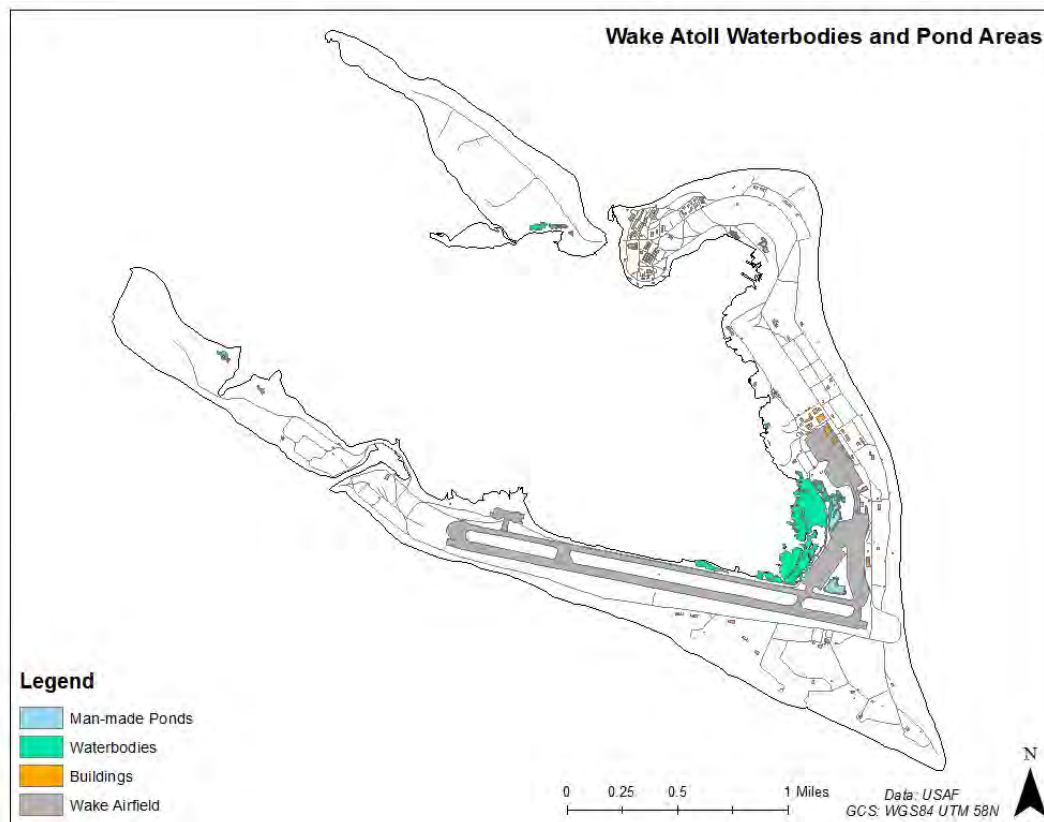 Wake Atoll Waterbodies and Pond Areas
Legend
Man-made Ponds
Waterbodies
Buildings
Wake Airfield
0 0.25 0.5 1 Miles
Data: USAF
GCS: WGS84 UTM 58N
N